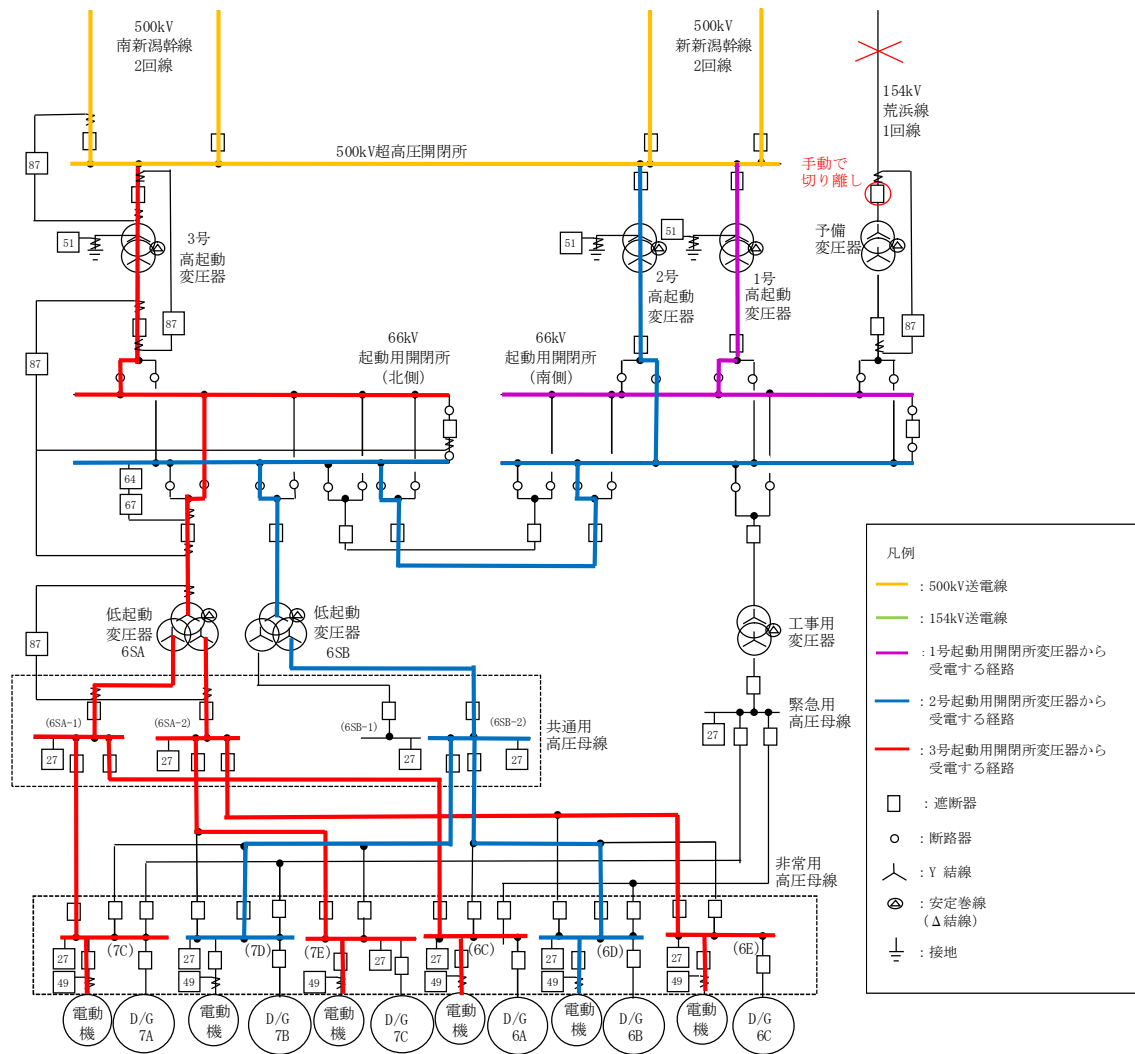 500kV
南新潟幹線
2回線
500kV
新新潟幹線
2回線
154kV
荒浜線
1回線
87
500kV超高圧開閉所
手動で
切り離し
51
3号
高起動
変圧器
51
51
予備
変圧器
2号
高起動
変圧器
1号
高起動
変圧器
87
87
87
66kV
起動用開閉所
(北側)
66kV
起動用開閉所
(南側)
64
67
凡例
:500kV送電線
:154kV送電線
:1号起動用開閉所変圧器から
受電する経路
:2号起動用開閉所変圧器から
受電する経路
:3号起動用開閉所変圧器から
受電する経路
:遮断器
:断路器
:Y 結線
:安定巻線
(Δ結線)
:接地
低起動
変圧器
6SA
低起動
変圧器
6SB
工事用
変圧器
87
緊急用
高圧母線
27
(6SA-1)
(6SA-2)
(6SB-1)
(6SB-2)
共通用
高圧母線
27
27
27
27
非常用
高圧母線
(7C)
(7D)
(7E)
(6C)
(6D)
(6E)
27
27
27
27
27
27
49
49
49
49
49
49
電動
機
D/G
7A
電動
機
D/G
7B
電動
機
D/G
7C
電動
機
D/G
6A
電動
機
D/G
6B
電動
機
D/G
6C